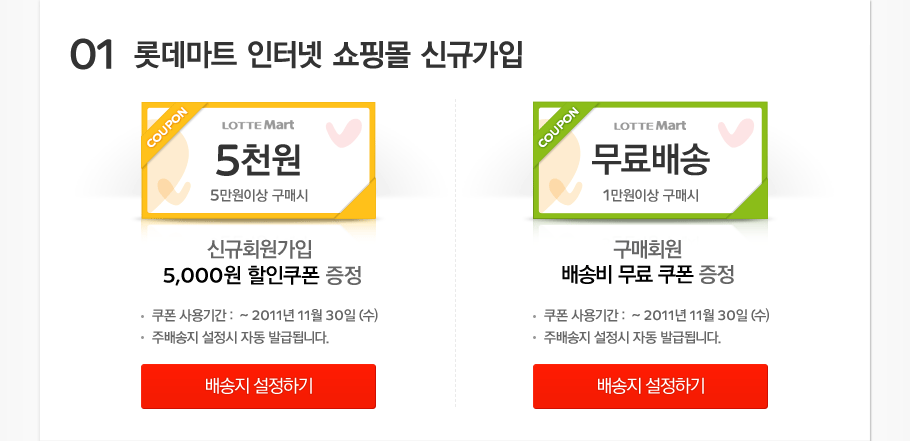 01 롯데마트 인터넷 쇼핑몰 신규가입
COUPON
LOTTE Mart
5천원
5만원이상 구매시
신규회원가입
5,000원 할인쿠폰 증정
• 쿠폰 사용기간 : ~ 2011년 11월 30일 (수)
• 주배송지 설정시 자동 발급됩니다.
배송지 설정하기
COUPON
LOTTE Mart
무료배송
1만원이상 구매시
구매회원
배송비 무료 쿠폰 증정
• 쿠폰 사용기간 : ~ 2011년 11월 30일 (수)
• 주배송지 설정시 자동 발급됩니다.
배송지 설정하기